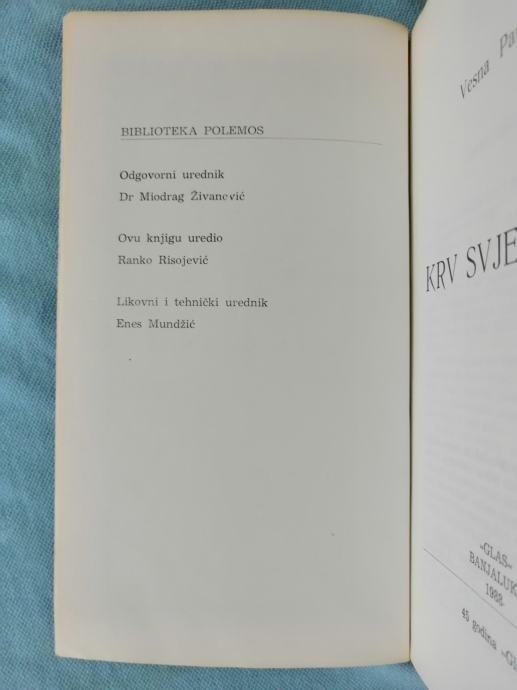 BIBLIOTEKA POLEMOS
Odgovorni urednik
Dr Miodrag Živanović
Ovu knjigu uredio
Ranko Risojević
Likovni i tehnički urednik
Enes Mundžić
Vesna
KRV SVJE
»GLAS«
BANJALUK
1988.
45 godina »GL